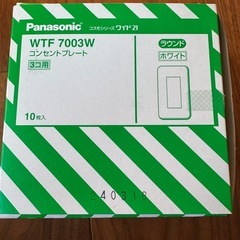 Panasonic コスモシリーズ ワイド21
WTF 7003W
コンセントプレート
3コ用
ラウンド
ホワイト
10枚入